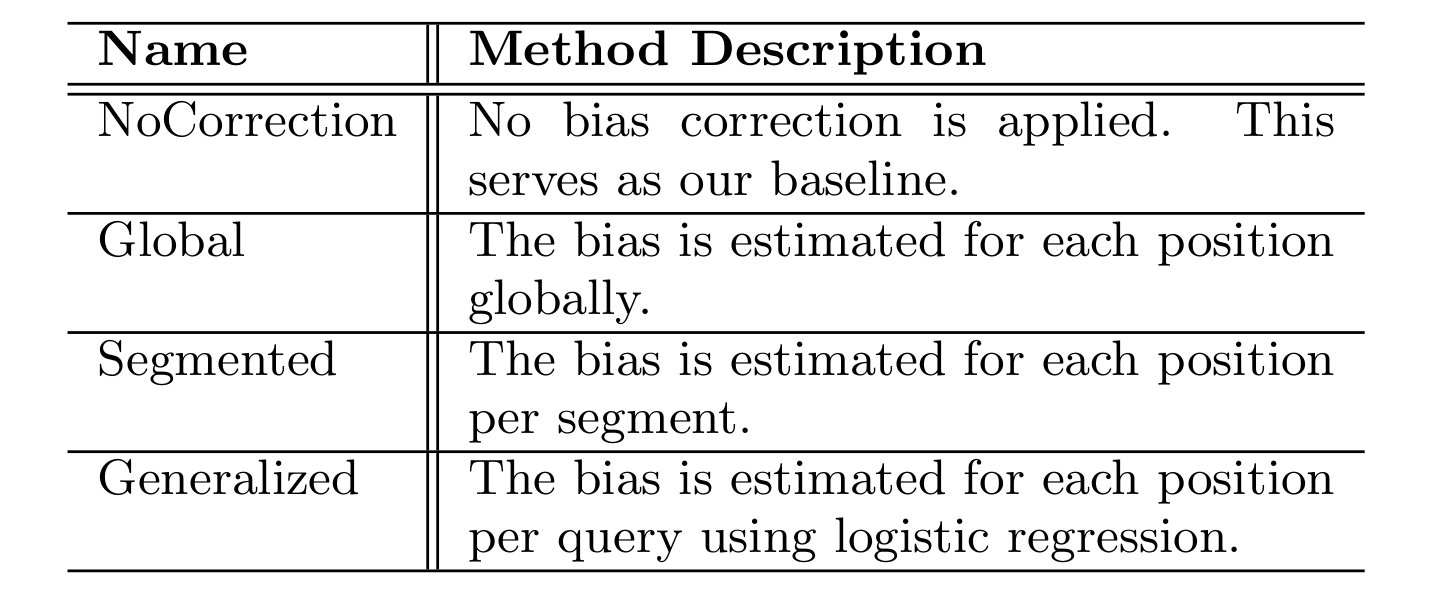 Name Method Description
NoCorrection No bias correction is applied. This
serves as our baseline.
Global The bias is estimated for each position
globally.
Segmented The bias is estimated for each position
per segment.
Generalized The bias is estimated for each position
per query using logistic regression.